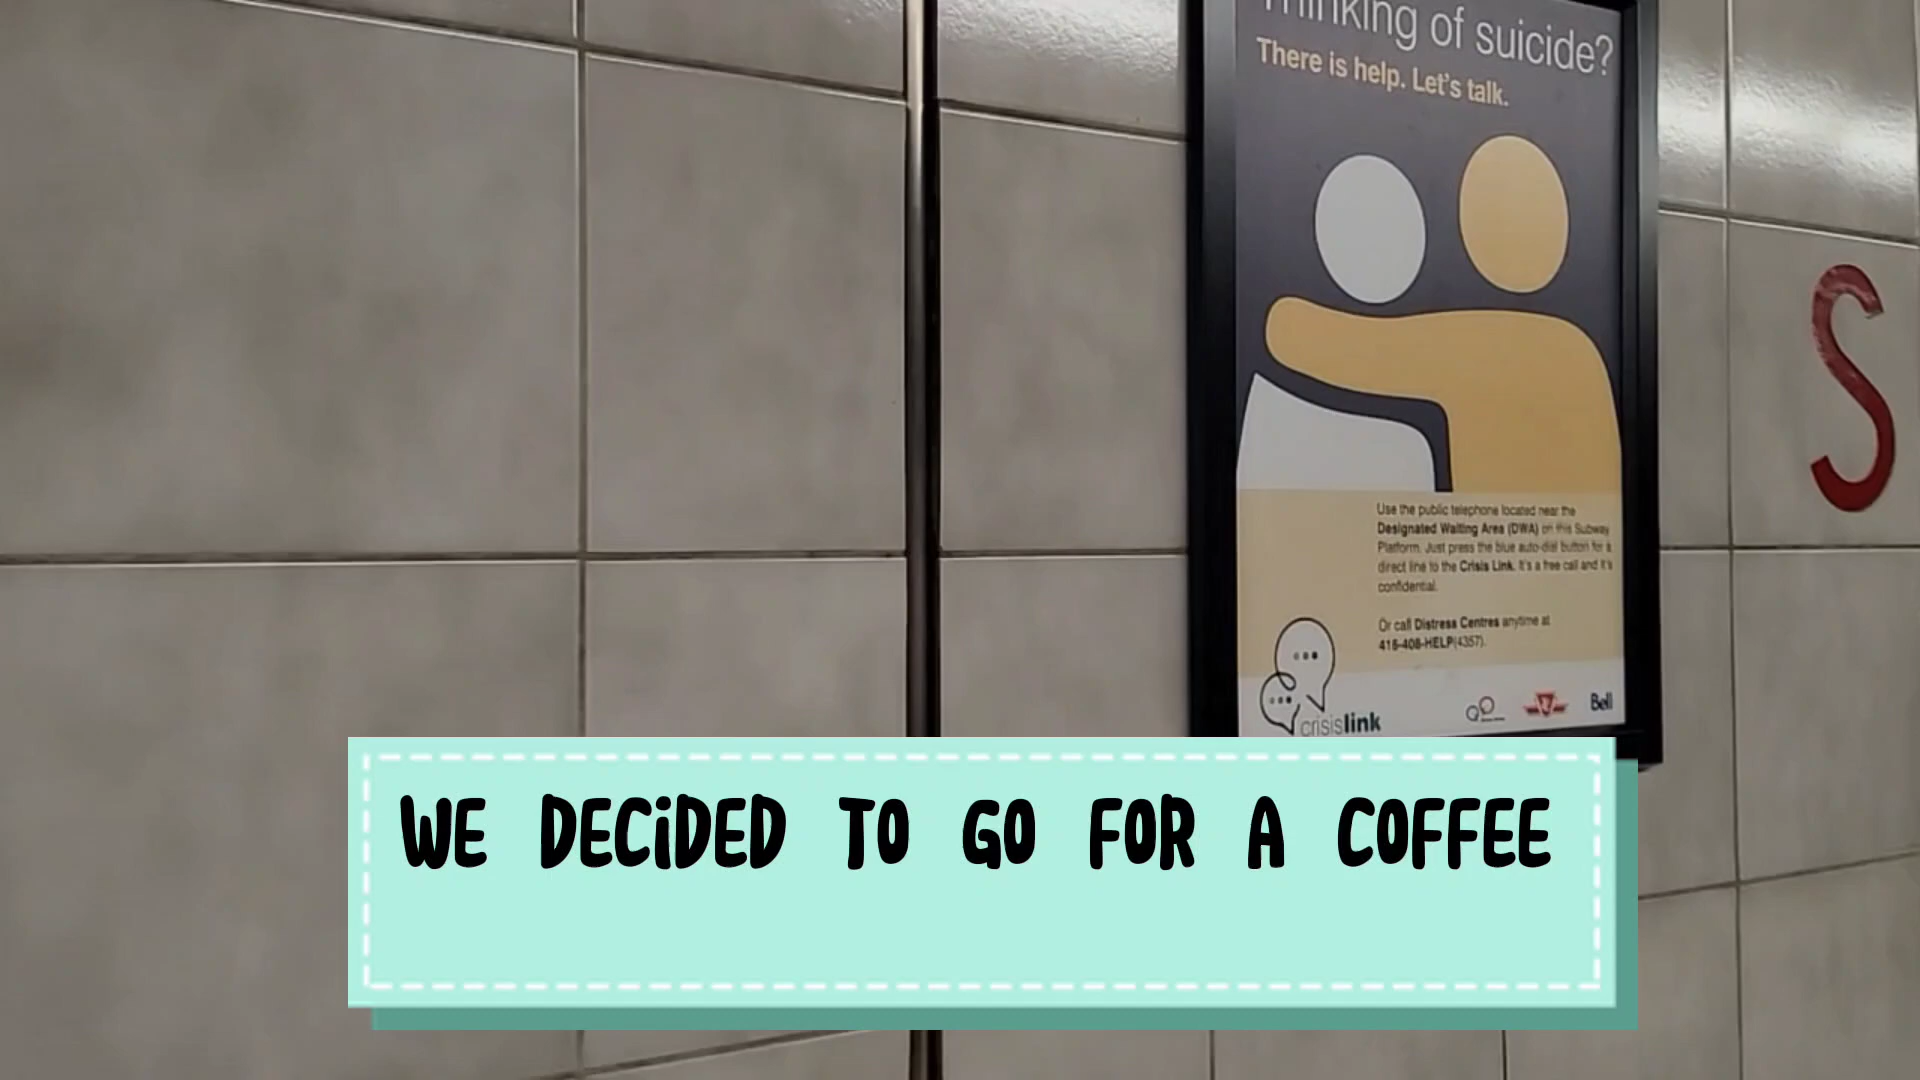 Thinking of suicide?
There is help. Let's talk.
S
Use the public telephone located near the
Designated Waiting Area (DWA) on this Subway
Platform. Just press the blue auto-dial button for a
direct line to the Crisis Link. It's a free call and it's
confidential.
Or call Distress Centres anytime at
416-408-HELP(4357).
crisislink
Bell
WE DECiDED TO GO FOR A COFFEE